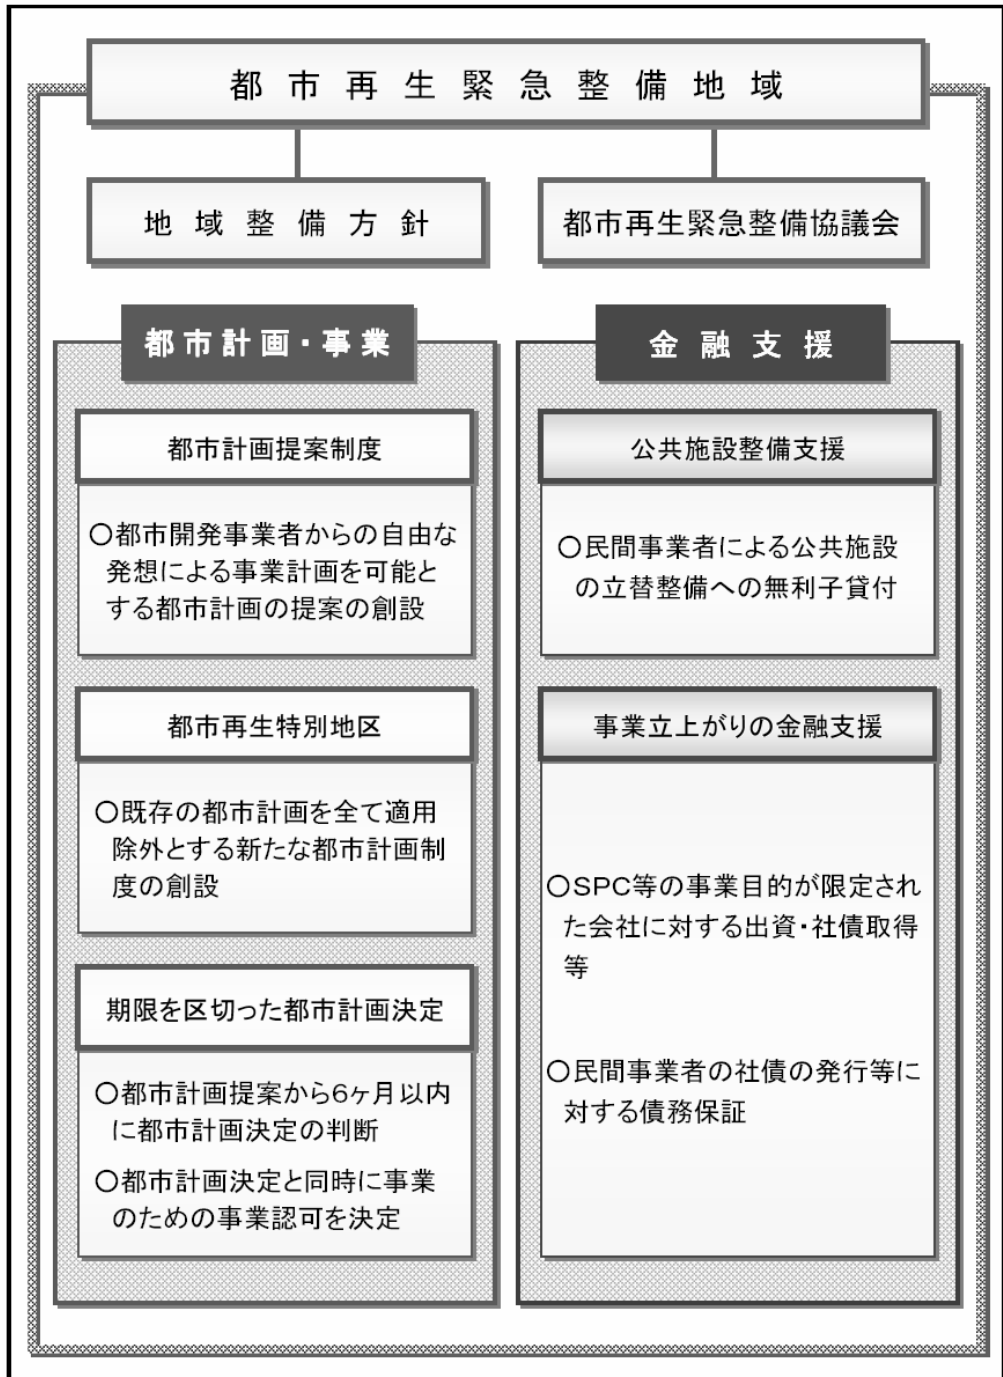 都市再生緊急整備地域
地域整備方針
都市再生緊急整備協議会
都市計画・事業
都市計画提案制度
〇都市開発事業者からの自由な
発想による事業計画を可能と
する都市計画の提案の創設
都市再生特別地区
〇既存の都市計画を全て適用
除外とする新たな都市計画制
度の創設
期限を区切った都市計画決定
〇都市計画提案から6ヶ月以内
に都市計画決定の判断
〇都市計画決定と同時に事業
のための事業認可を決定
金融支援
公共施設整備支援
〇民間事業者による公共施設
の立替整備への無利子貸付
事業立上がりの金融支援
〇SPC等の事業目的が限定され
た会社に対する出資・社債取得
等
〇民間事業者の社債の発行等に
対する債務保証